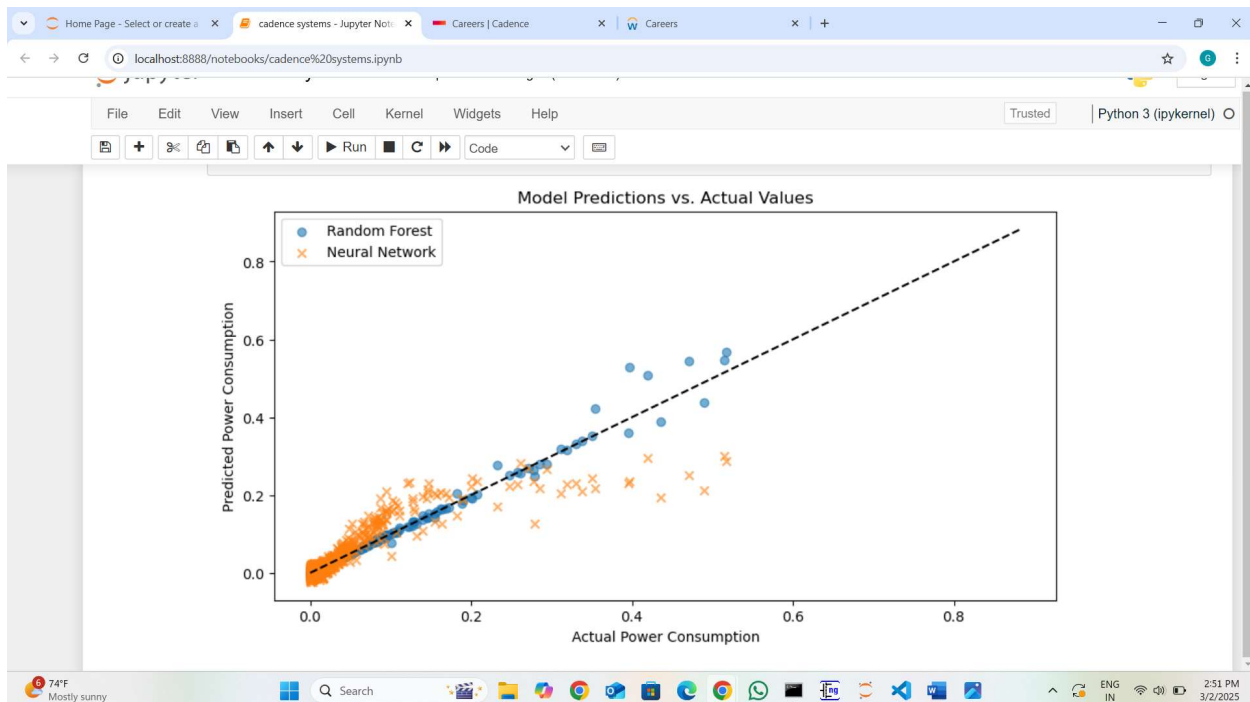 Home Page - Select or create a
cadence systems - Jupyter Note
Careers | Cadence
Careers
localhost:8888/notebooks/cadence%20systems.ipynb
G
File Edit View Insert Cell Kernel Widgets Help
Trusted
Python 3 (ipykernel)
Run
Code
Model Predictions vs. Actual Values
Random Forest
Neural Network
Predicted Power Consumption
0.8
0.6
0.4
0.2
0.0
0.0 0.2 0.4 0.6 0.8
Actual Power Consumption
6
74°F
Mostly sunny
Search
Eng
ENG
IN
2:51 PM
3/2/2025